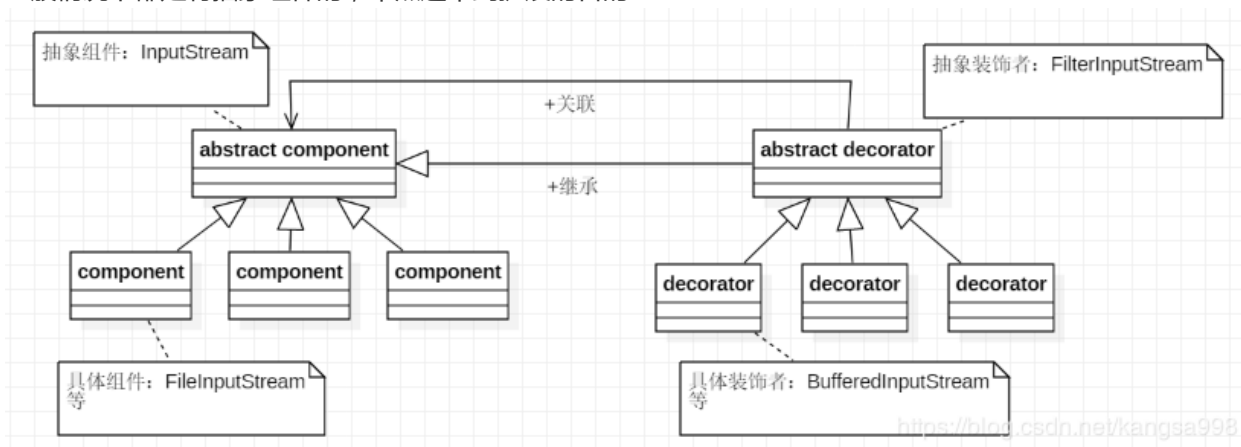 抽象组件：InputStream
抽象装饰者：FilterInputStream
+关联
abstract component
abstract decorator
+继承
component
component
component
decorator
decorator
decorator
具体组件：FileInputStream
等
具体装饰者：BufferedInputStream
等
https://blog.csdn.net/kangsa998